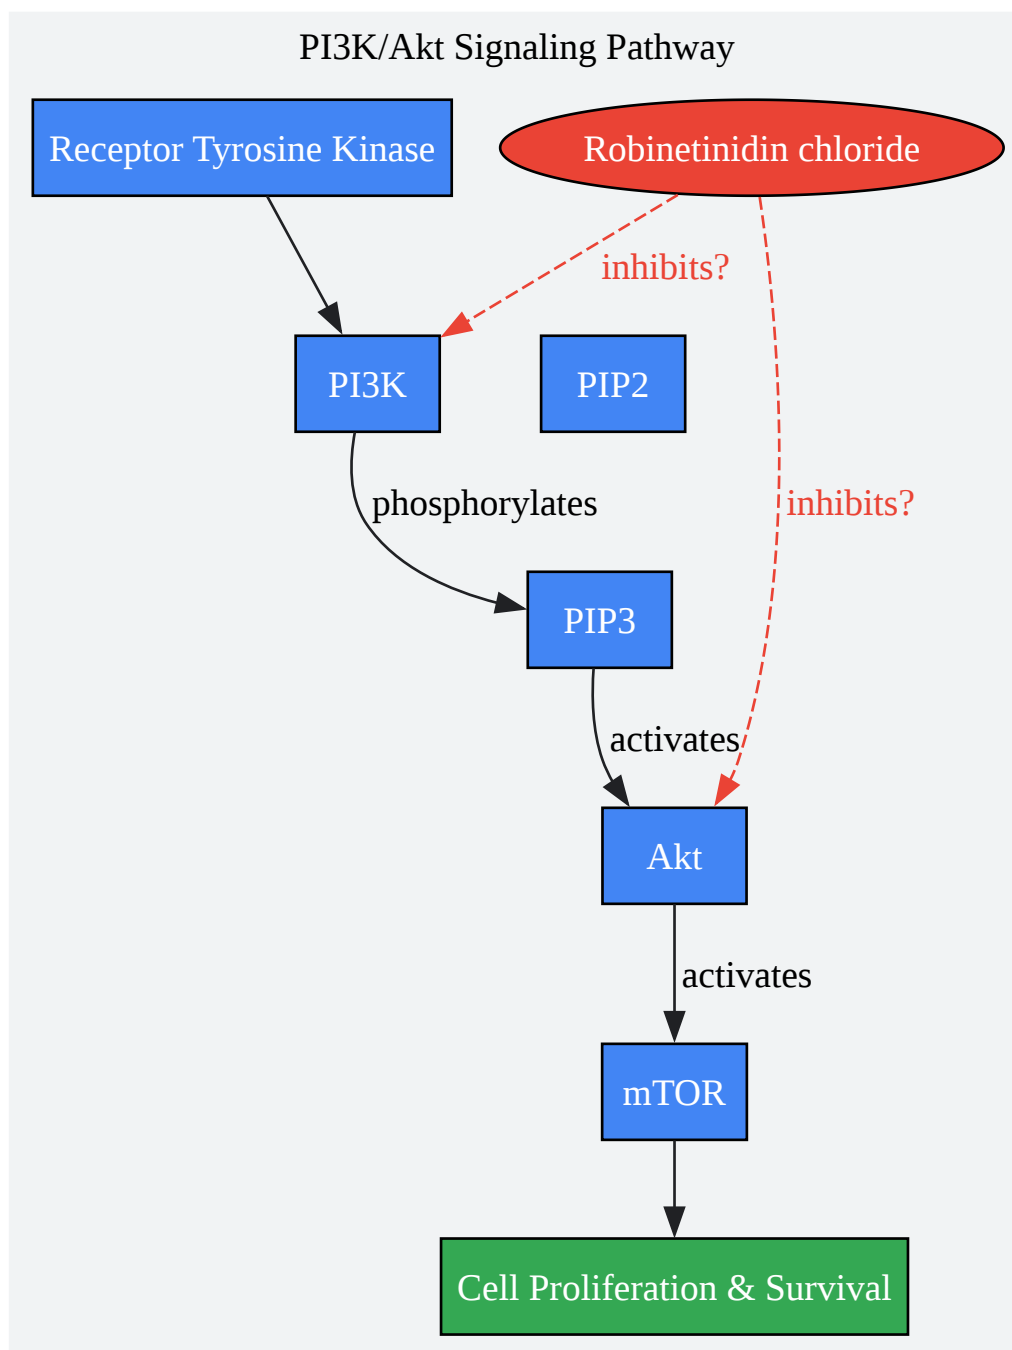 PI3K/Akt Signaling Pathway
Receptor Tyrosine Kinase
Robinetinidin chloride
inhibits?
PI3K
PIP2
phosphorylates
inhibits?
PIP3
activates
Akt
activates
mTOR
Cell Proliferation & Survival